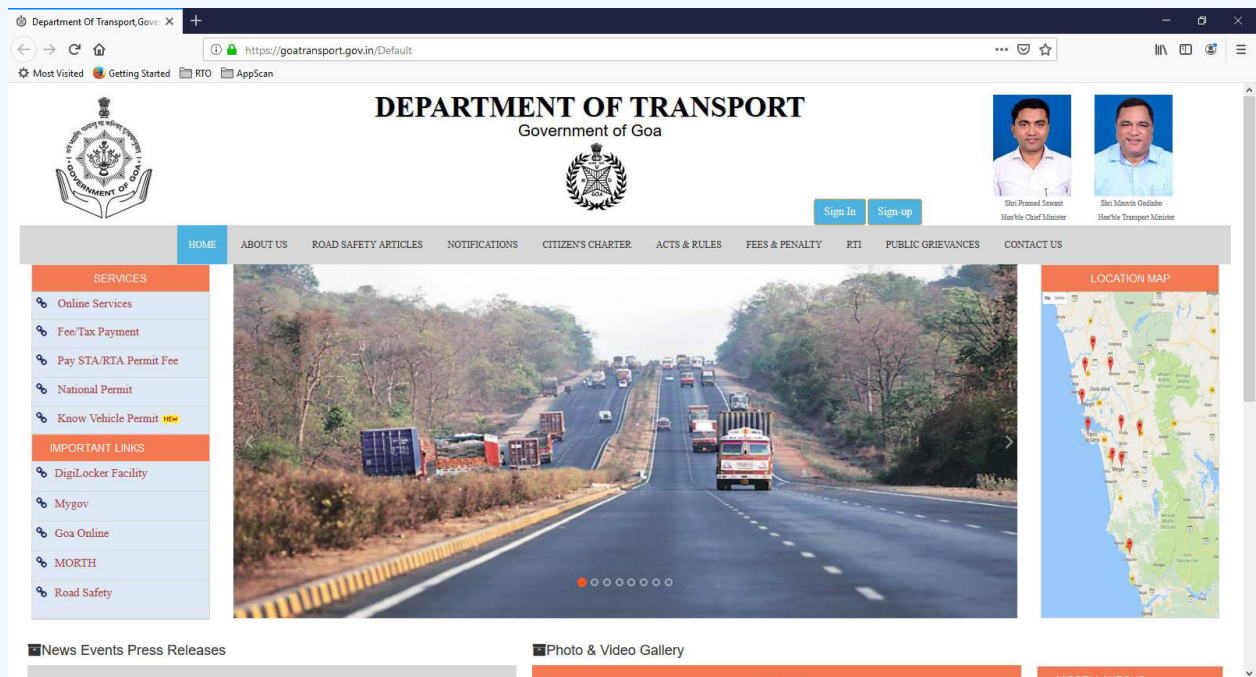 Department Of Transport,Gove
https://goatransport.gov.in/Default
Most Visited Getting Started RTO AppScan
DEPARTMENT OF TRANSPORT
Government of Goa
GOVERNMENT OF GOA
GOA
Sign In Sign-up
Shri Pramod Sawant
Hon'ble Chief Minister
Shri Mauvin Godinho
Hon'ble Transport Minister
HOME ABOUT US ROAD SAFETY ARTICLES NOTIFICATIONS CITIZEN'S CHARTER ACTS & RULES FEES & PENALTY RTI PUBLIC GRIEVANCES CONTACT US
SERVICES
Online Services
Fee/Tax Payment
Pay STA/RTA Permit Fee
National Permit
Know Vehicle Permit NEW
IMPORTANT LINKS
DigiLocker Facility
Mygov
Goa Online
MORTH
Road Safety
LOCATION MAP
News Events Press Releases
Photo & Video Gallery